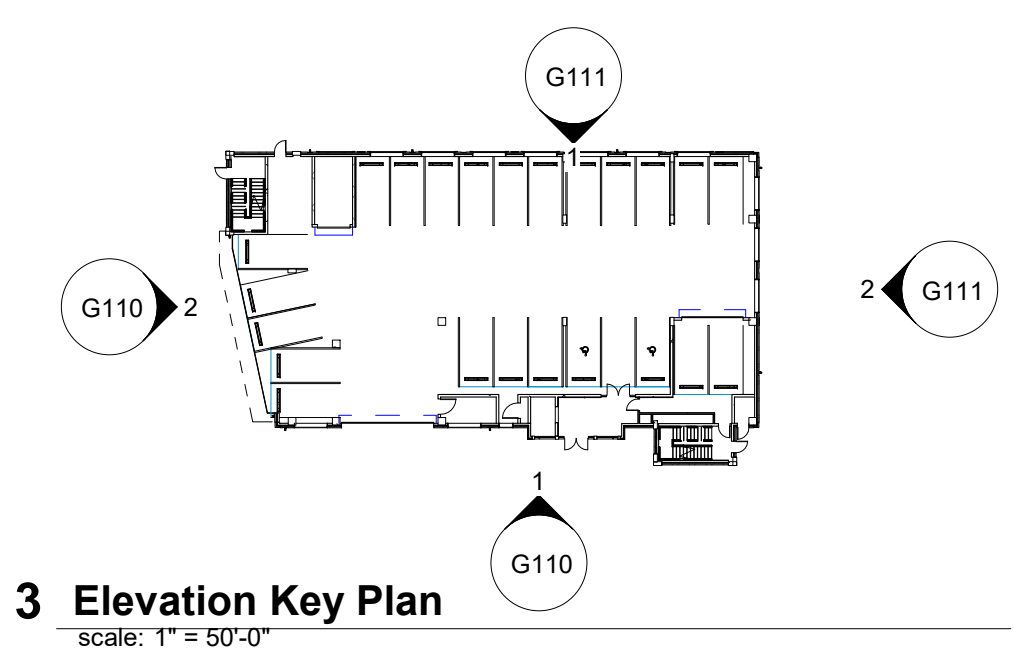 G111
1
G110
2
2
G111
1
G110
3 Elevation Key Plan
scale: 1" = 50'-0"